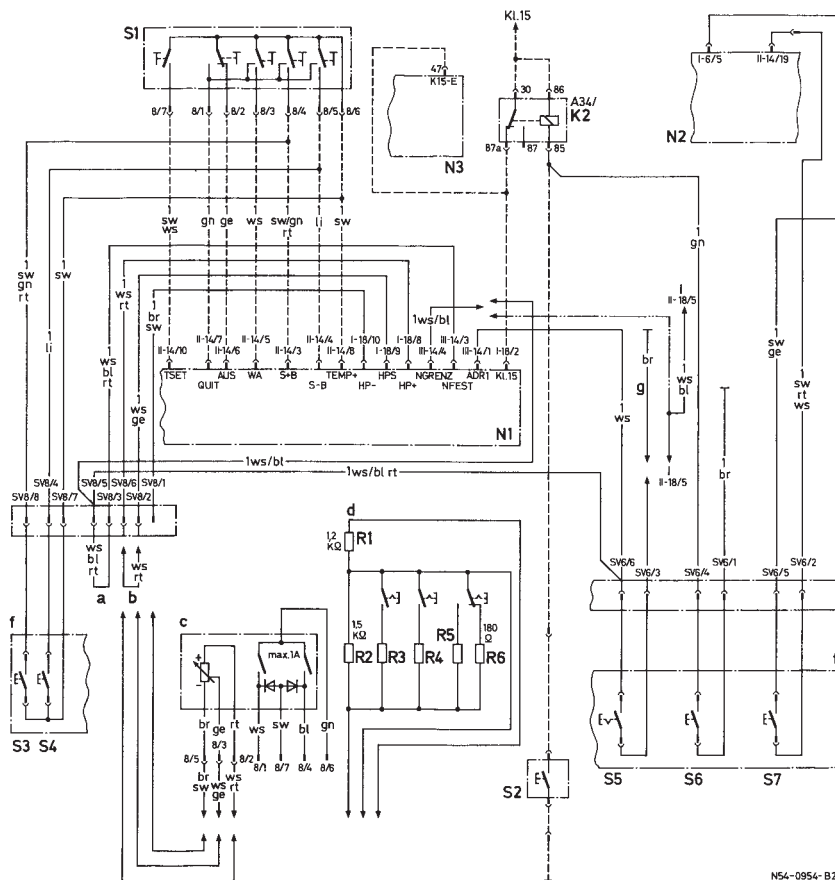 S1
Kl.15
47
K15-E
N3
30
86
A34/
K2
87a
87
85
I-6/5
II-14/19
N2
8/7
8/1
8/2
8/3
8/4
8/5
8/6
sw
ws
gn
ge
ws
sw/gn
rt
li
sw
1
sw
gn
rt
1
li
1
sw
1
ws
bl
rt
1
ws
rt
1
ws
ge
1
br
sw
1
gn
II-14/10
II-14/7
II-14/6
II-14/5
II-14/3
II-14/4
II-14/8
I-18/10
I-18/9
I-18/8
III-14/4
III-14/3
III-14/1
I-18/2
1ws/bl
TSET
QUIT
AUS
WA
S+B
S-B
TEMP+
HP-
HPS
HP+
NGRENZ
NFEST
ADR1
Kl.15
N1
1
ws
br
g
II-18/5
1
ws
bl
II-18/5
1
br
sw
ge
sw
rt
ws
1ws/bl
1ws/bl rt
SV8/8
SV8/4
SV8/7
SV8/5
SV8/3
SV8/6
SV8/2
SV8/1
ws
bl
rt
a
ws
rt
b
SV6/6
SV6/3
SV6/4
SV6/1
SV6/5
SV6/2
d
1,2
KΩ
R1
1,5
KΩ
R2
R3
R4
R5
180
Ω
R6
c
max.1A
+
-
br
ge
rt
ws
sw
bl
gn
8/5
8/3
8/2
8/1
8/7
8/4
8/6
br
sw
ws
ge
ws
rt
f
S3
S4
S2
S5
S6
S7
N54-0954-B2